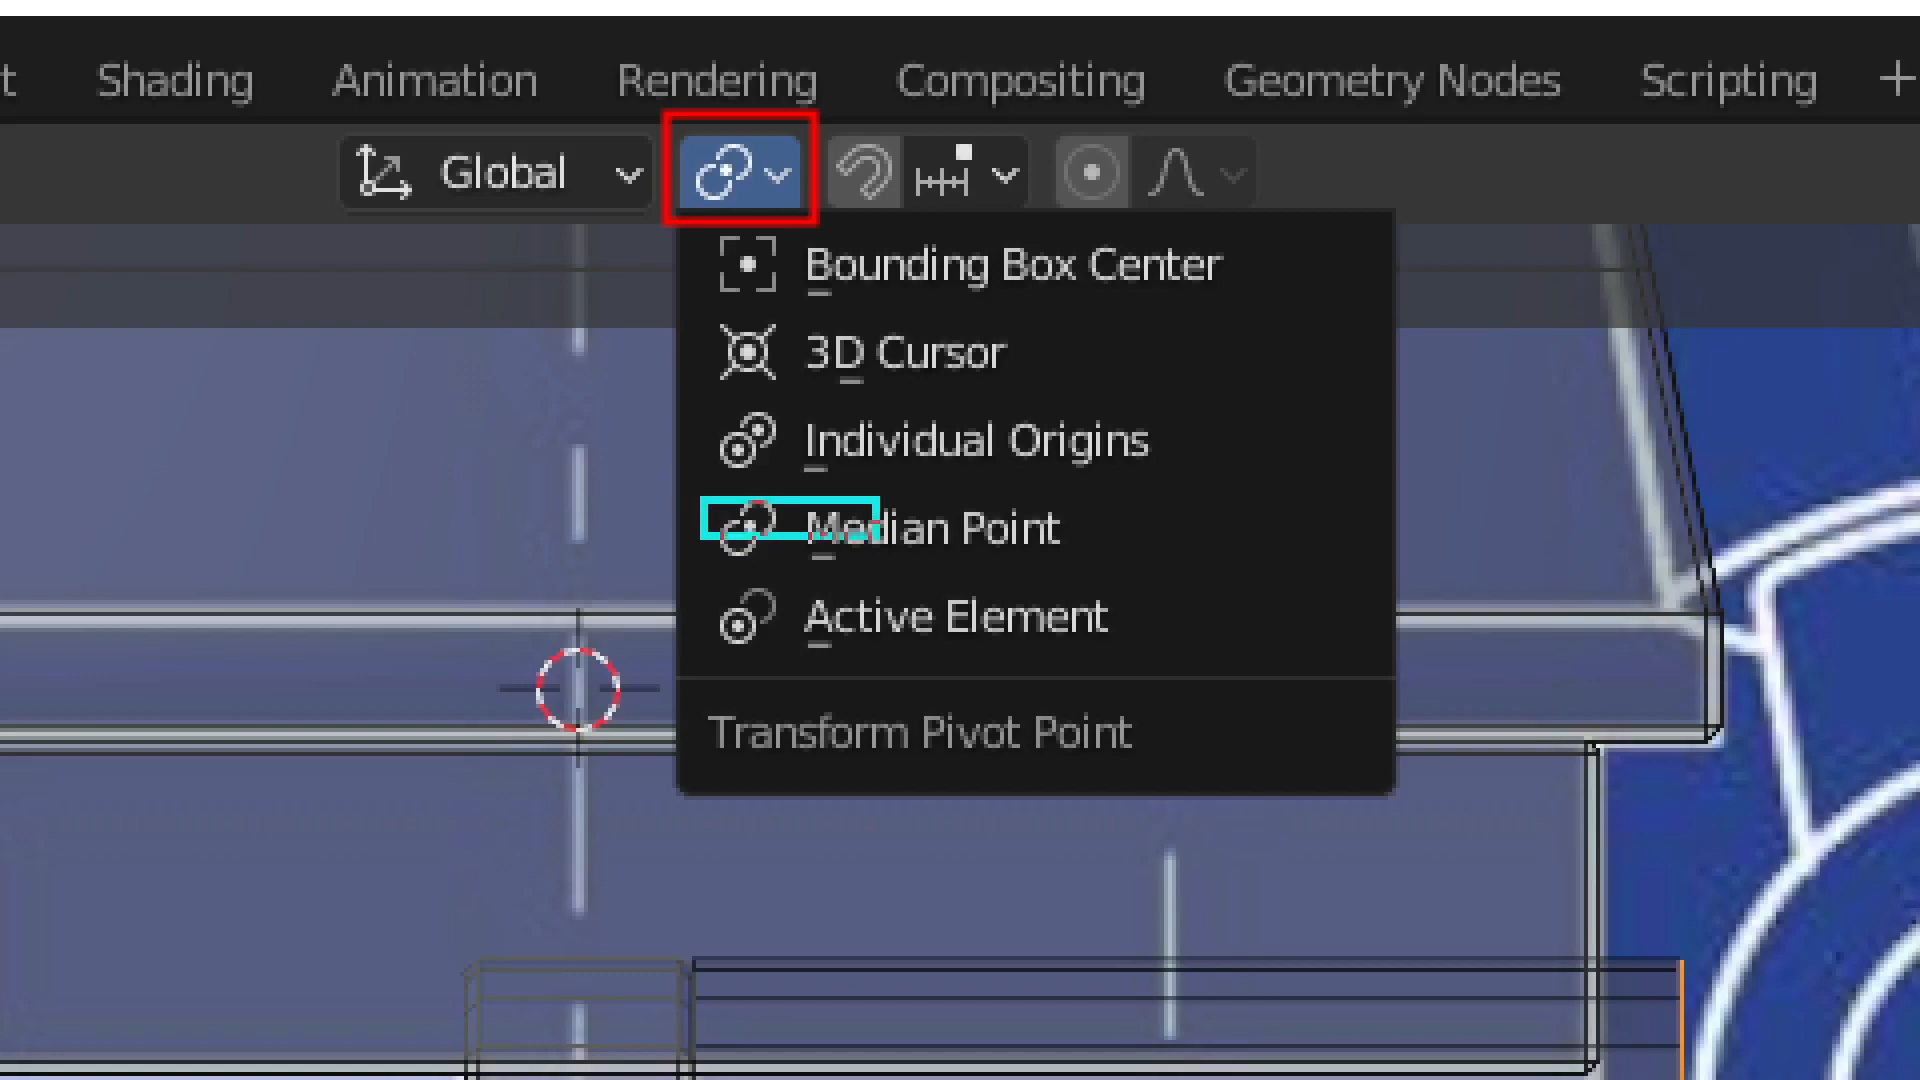 t Shading Animation Rendering Compositing Geometry Nodes Scripting +
Global
Bounding Box Center
3D Cursor
Individual Origins
Median Point
Active Element
Transform Pivot Point